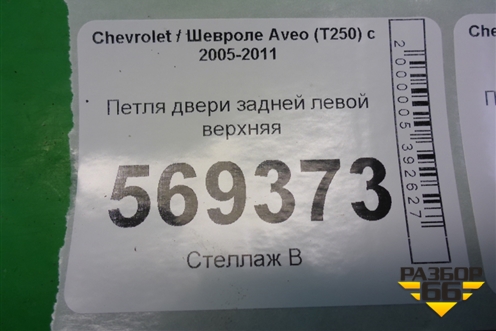 Chevrolet / Шевроле Aveo (T250) с
2005-2011
Петля двери задней левой
верхняя
569373
Стеллаж В
2000005392627
РАЗБОР
66